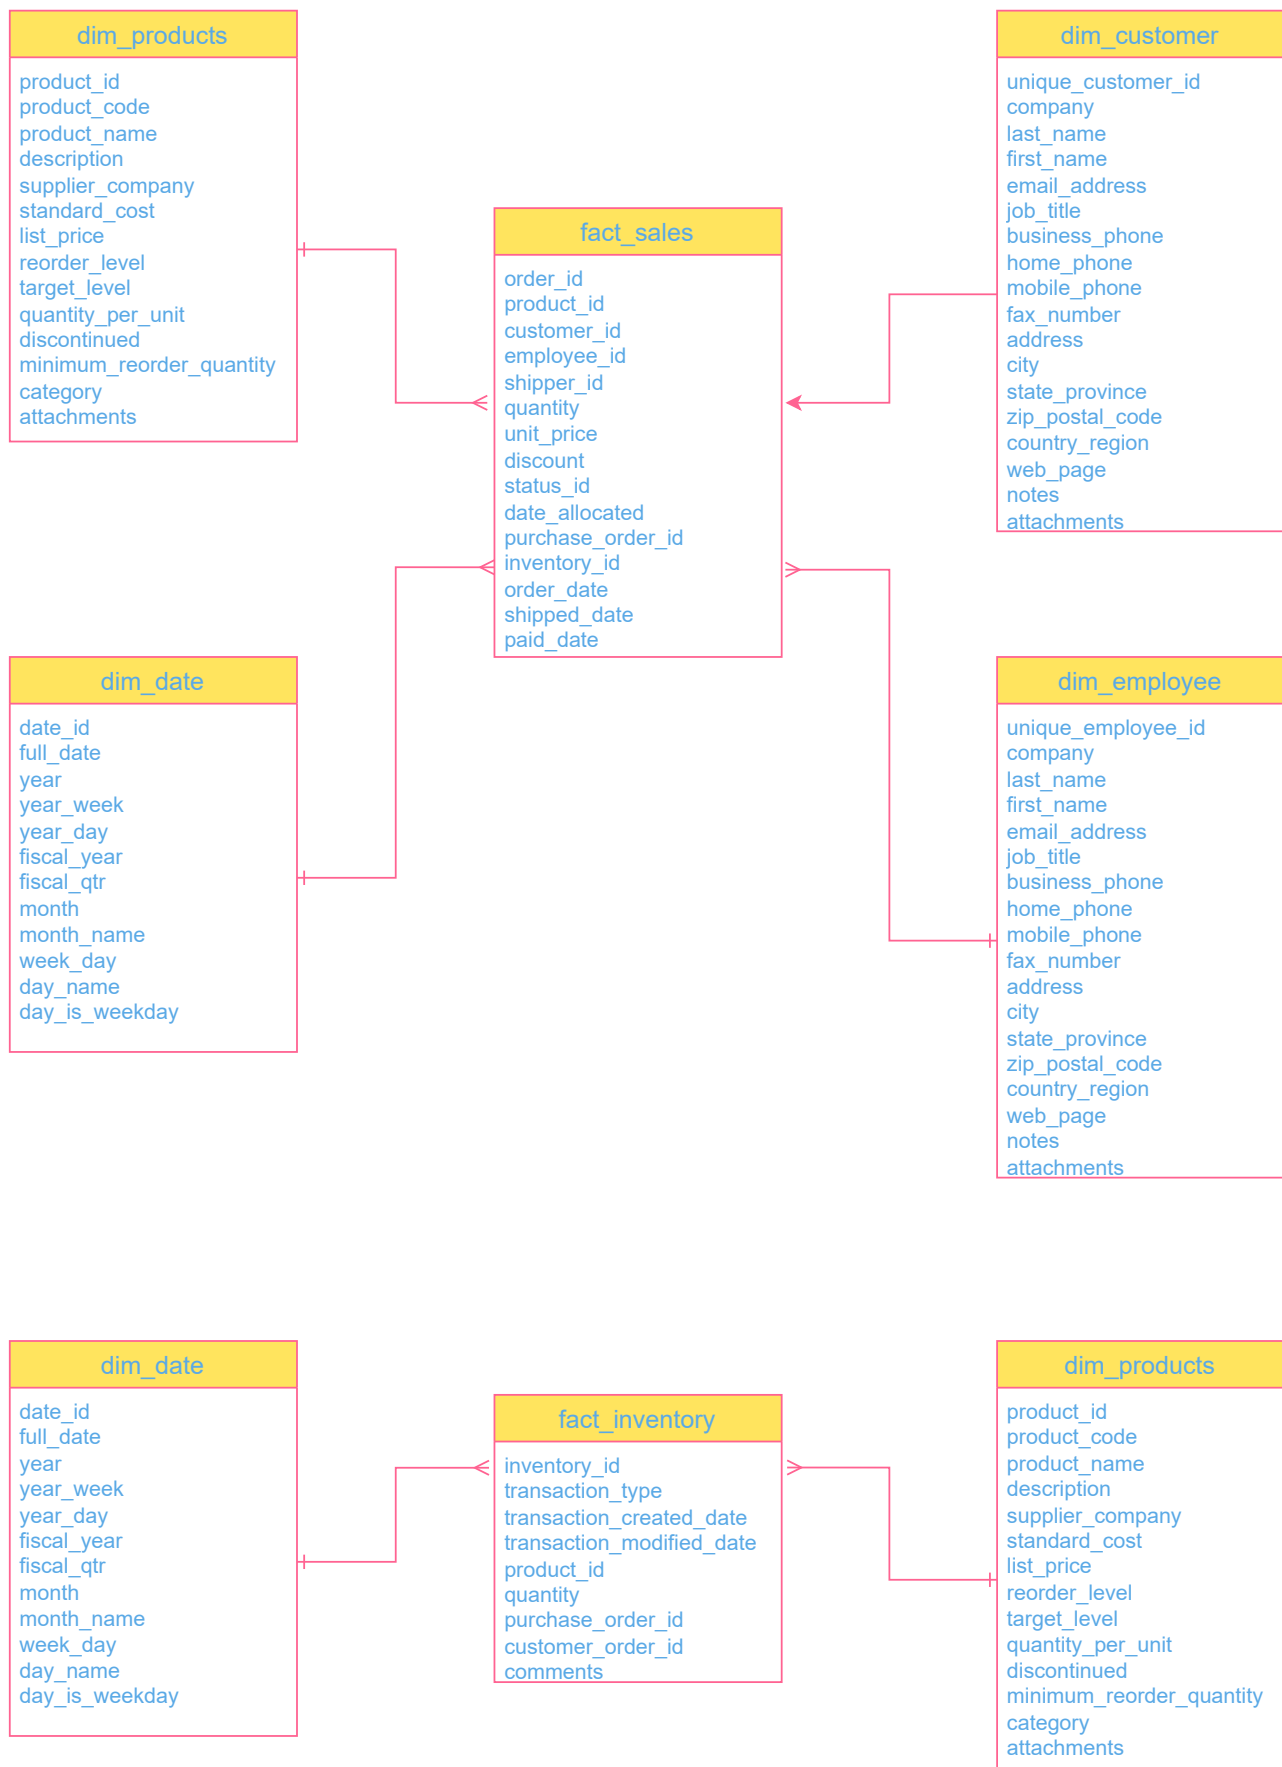 dim_products
product_id
product_code
product_name
description
supplier_company
standard_cost
list_price
reorder_level
target_level
quantity_per_unit
discontinued
minimum_reorder_quantity
category
attachments
fact_sales
order_id
product_id
customer_id
employee_id
shipper_id
quantity
unit_price
discount
status_id
date_allocated
purchase_order_id
inventory_id
order_date
shipped_date
paid_date
dim_customer
unique_customer_id
company
last_name
first_name
email_address
job_title
business_phone
home_phone
mobile_phone
fax_number
address
city
state_province
zip_postal_code
country_region
web_page
notes
attachments
dim_date
date_id
full_date
year
year_week
year_day
fiscal_year
fiscal_qtr
month
month_name
week_day
day_name
day_is_weekday
dim_employee
unique_employee_id
company
last_name
first_name
email_address
job_title
business_phone
home_phone
mobile_phone
fax_number
address
city
state_province
zip_postal_code
country_region
web_page
notes
attachments
dim_date
date_id
full_date
year
year_week
year_day
fiscal_year
fiscal_qtr
month
month_name
week_day
day_name
day_is_weekday
fact_inventory
inventory_id
transaction_type
transaction_created_date
transaction_modified_date
product_id
quantity
purchase_order_id
customer_order_id
comments
dim_products
product_id
product_code
product_name
description
supplier_company
standard_cost
list_price
reorder_level
target_level
quantity_per_unit
discontinued
minimum_reorder_quantity
category
attachments